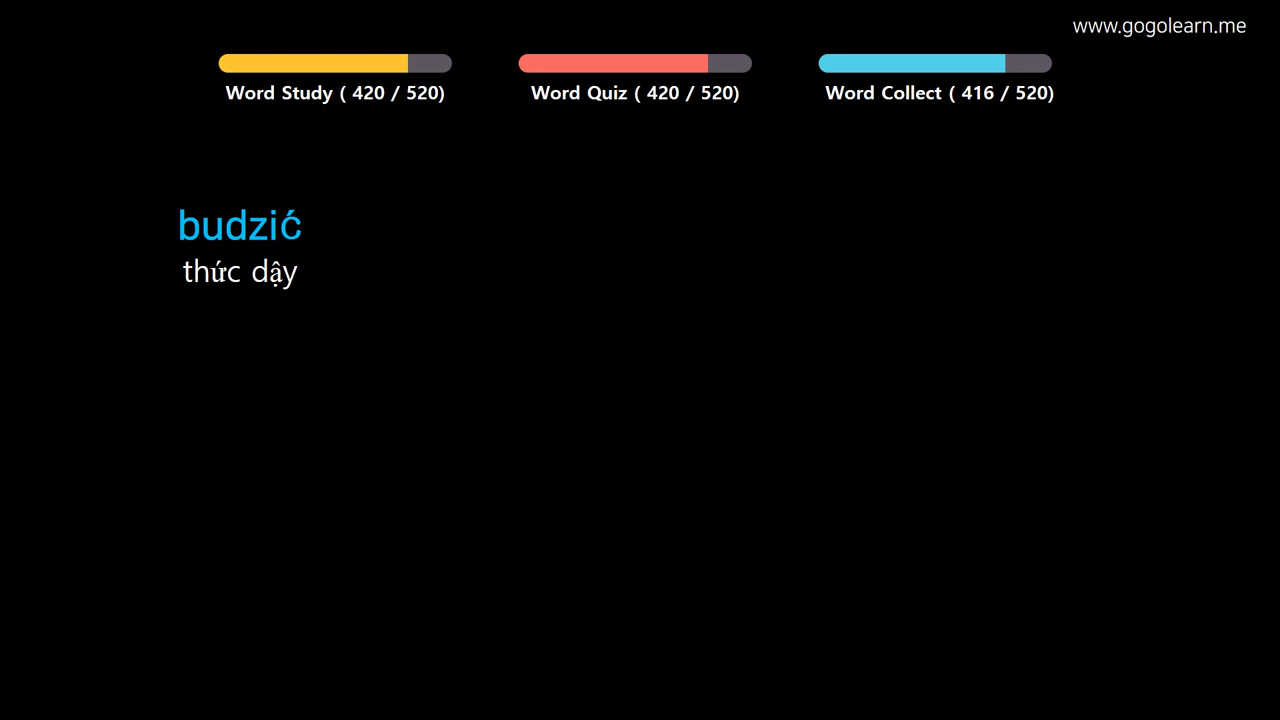 www.gogolearn.me
Word Study ( 420 / 520)
Word Quiz ( 420 / 520)
Word Collect ( 416 / 520)
budzić
thức dậy